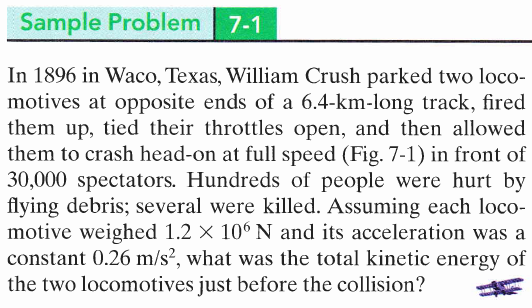 Sample Problem 7-1
In 1896 in Waco, Texas, William Crush parked two loco-
motives at opposite ends of a 6.4-km-long track, fired
them up, tied their throttles open, and then allowed
them to crash head-on at full speed (Fig. 7-1) in front of
30,000 spectators. Hundreds of people were hurt by
flying debris; several were killed. Assuming each loco-
motive weighed 1.2 × 10⁶ N and its acceleration was a
constant 0.26 m/s², what was the total kinetic energy of
the two locomotives just before the collision?